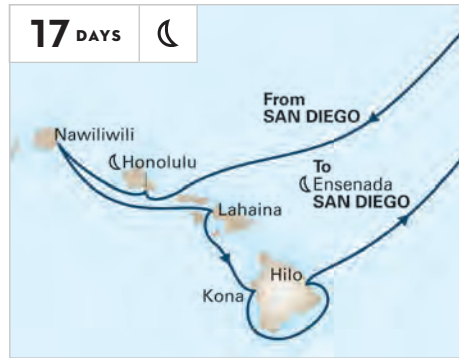 17 DAYS
From
SAN DIEGO
Nawiliwili
Honolulu
To
Ensenada
SAN DIEGO
Lahaina
Hilo
Kona